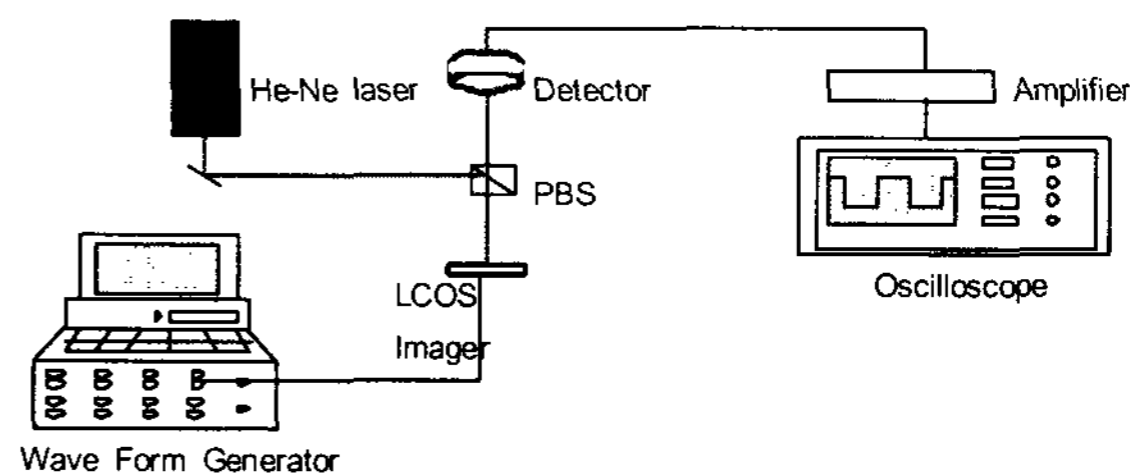 He-Ne laser
Detector
Amplifier
PBS
LCOS
Imager
Oscilloscope
Wave Form Generator